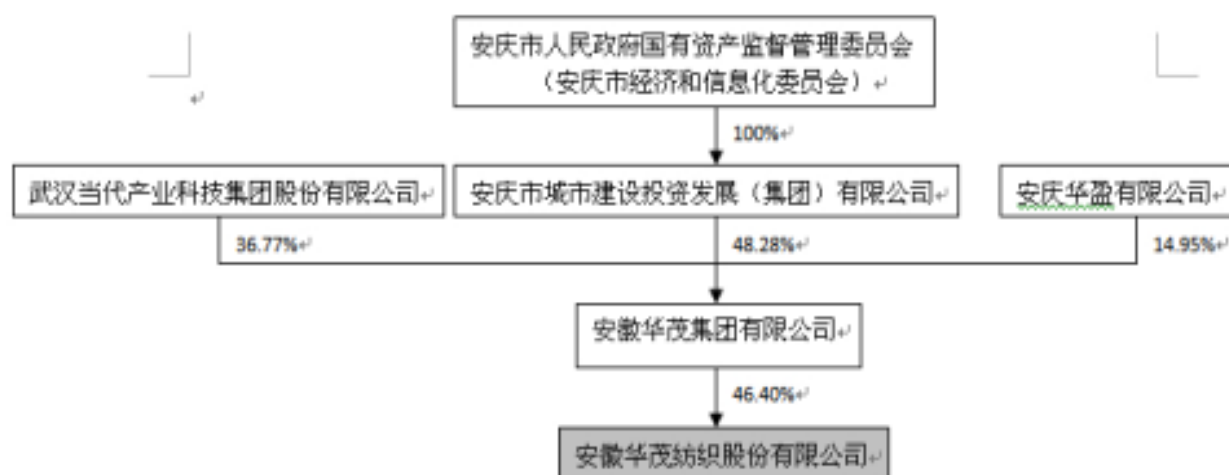 安庆市人民政府国有资产监督管理委员会
（安庆市经济和信息化委员会）
100%
武汉当代产业科技集团股份有限公司
安庆市城市建设投资发展（集团）有限公司
安庆华盈有限公司
36.77%
48.28%
14.95%
安徽华茂集团有限公司
46.40%
安徽华茂纺织股份有限公司